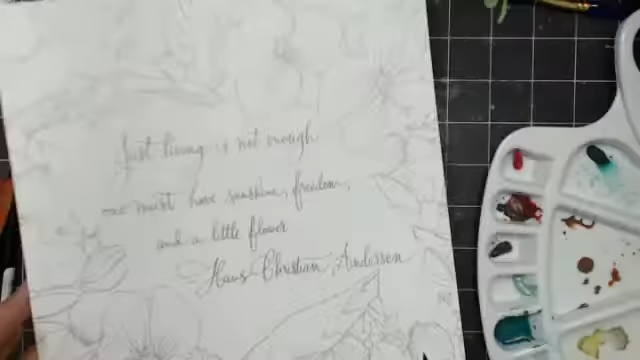 Just living is not enough
one must have sunshine, freedom,
and a little flower
Hans Christian Andersen